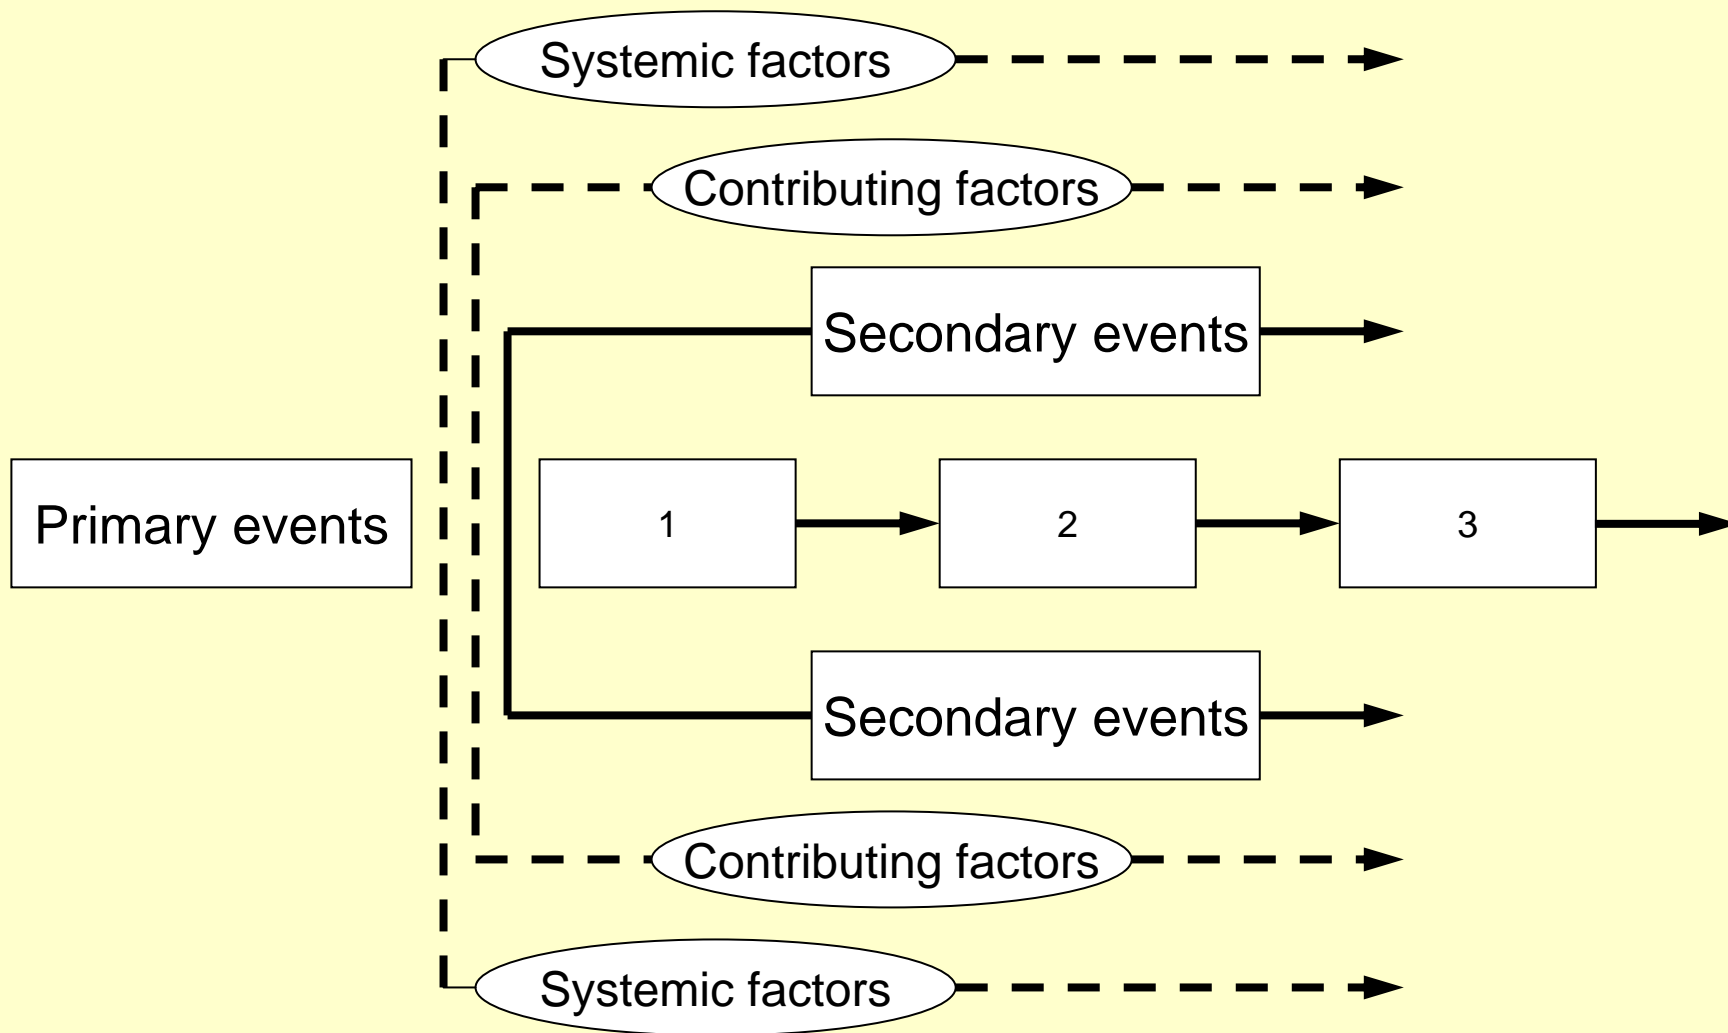 Systemic factors
Contributing factors
Secondary events
Primary events
1
2
3
Secondary events
Contributing factors
Systemic factors